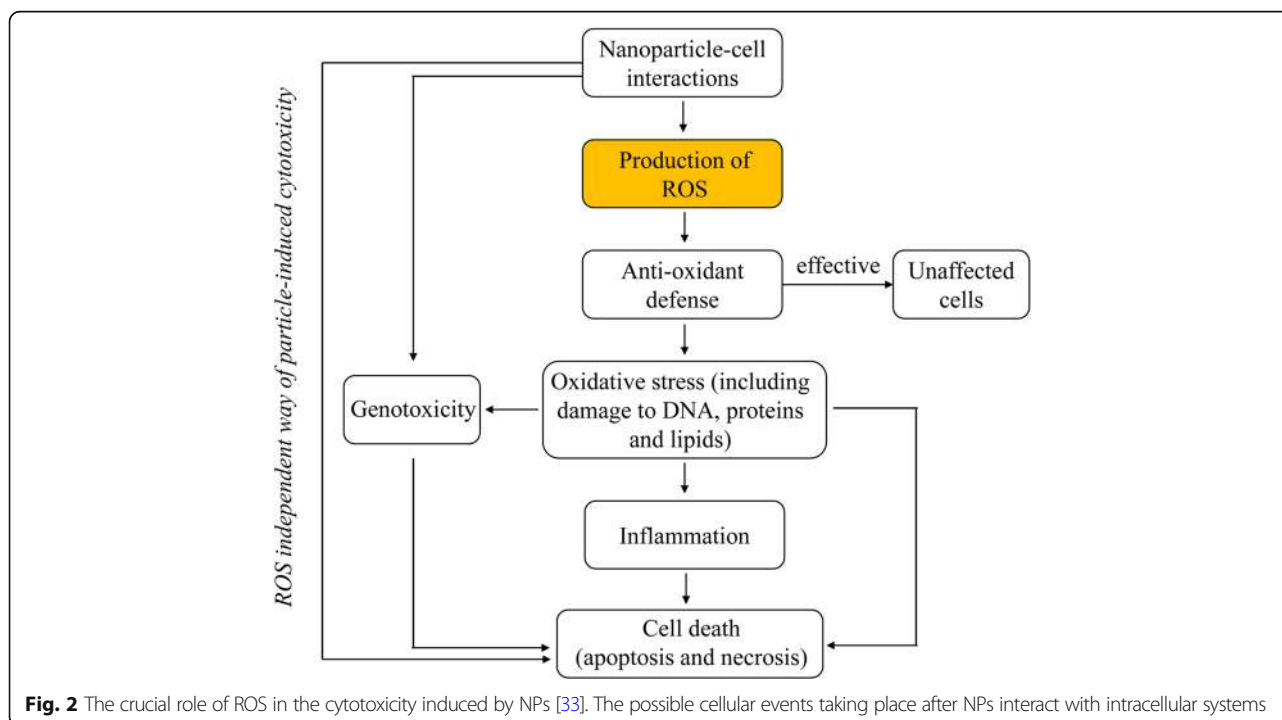 Nanoparticle-cell
interactions
Production of
ROS
Anti-oxidant
defense
effective
Unaffected
cells
ROS independent way of particle-induced cytotoxicity
Genotoxicity
Oxidative stress (including
damage to DNA, proteins
and lipids)
Inflammation
Cell death
(apoptosis and necrosis)
Fig. 2 The crucial role of ROS in the cytotoxicity induced by NPs [33]. The possible cellular events taking place after NPs interact with intracellular systems